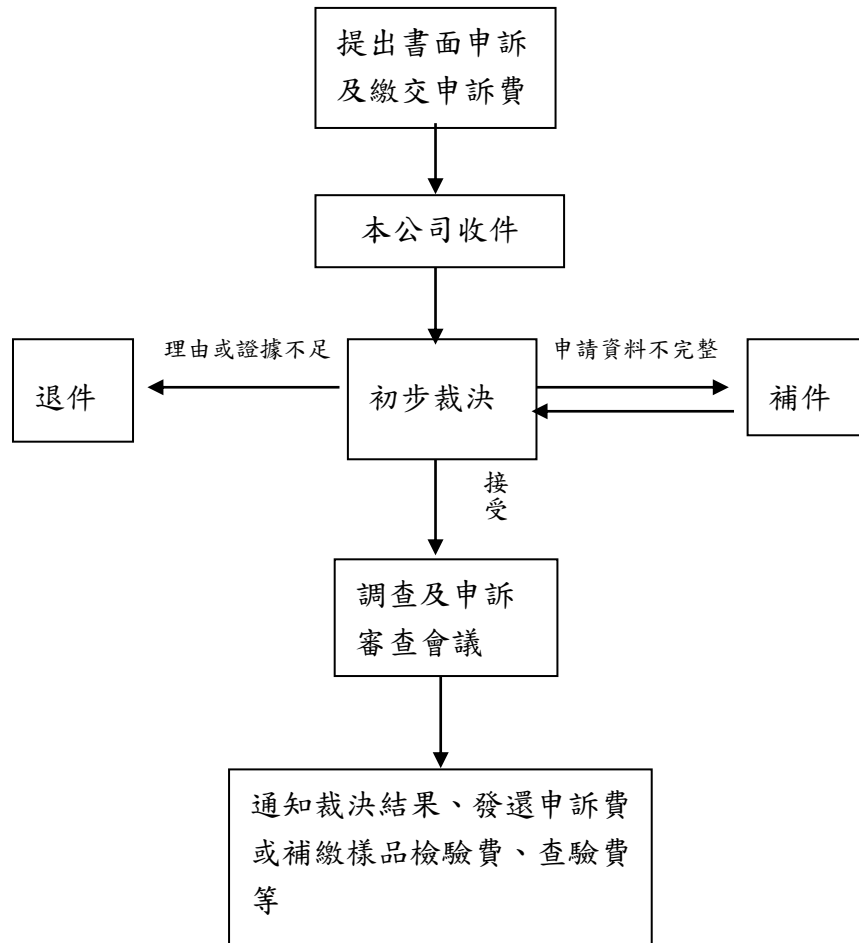 提出書面申訴
及繳交申訴費
本公司收件
理由或證據不足
申請資料不完整
退件
初步裁決
補件
接
受
調查及申訴
審查會議
通知裁決結果、發還申訴費
或補繳樣品檢驗費、查驗費
等